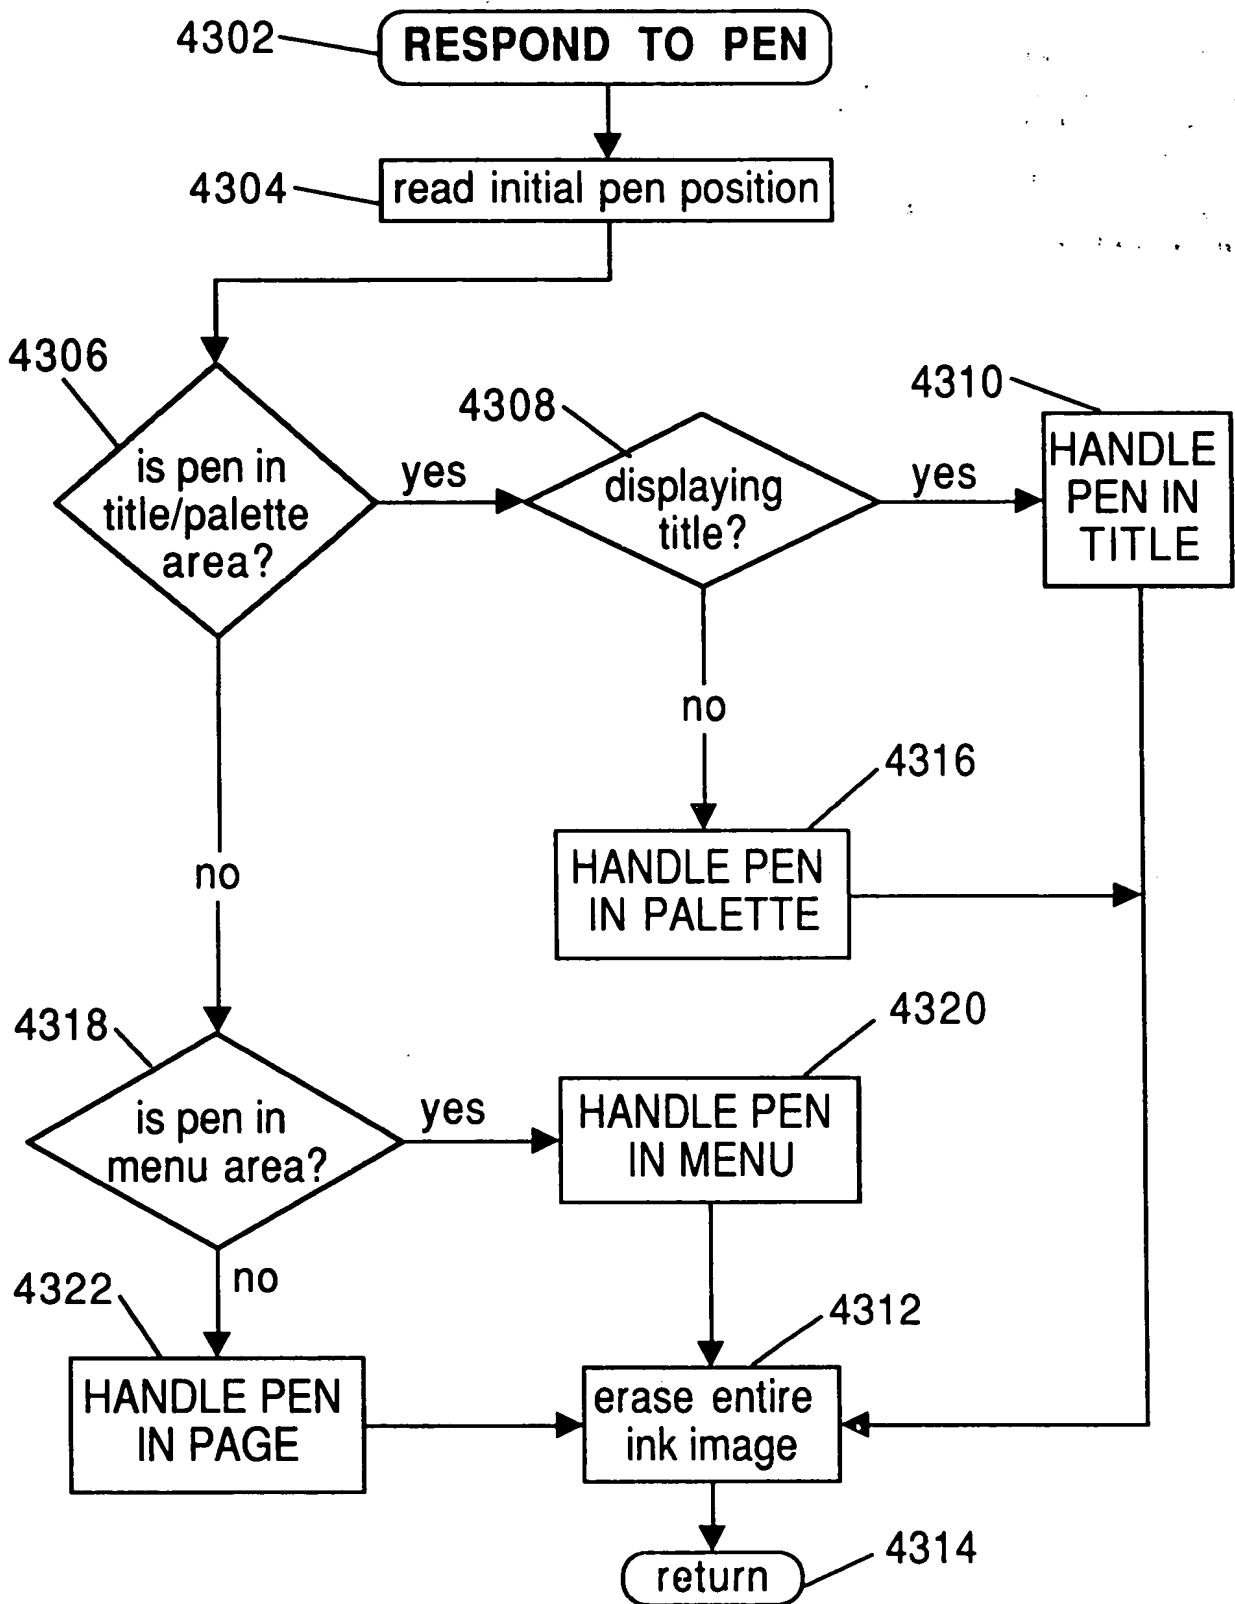 4302
RESPOND TO PEN
4304
read initial pen position
4306
is pen in
title/palette
area?
yes
4308
displaying
title?
yes
4310
HANDLE
PEN IN
TITLE
no
4316
HANDLE PEN
IN PALETTE
no
4318
is pen in
menu area?
yes
4320
HANDLE PEN
IN MENU
no
4322
HANDLE PEN
IN PAGE
4312
erase entire
ink image
4314
return